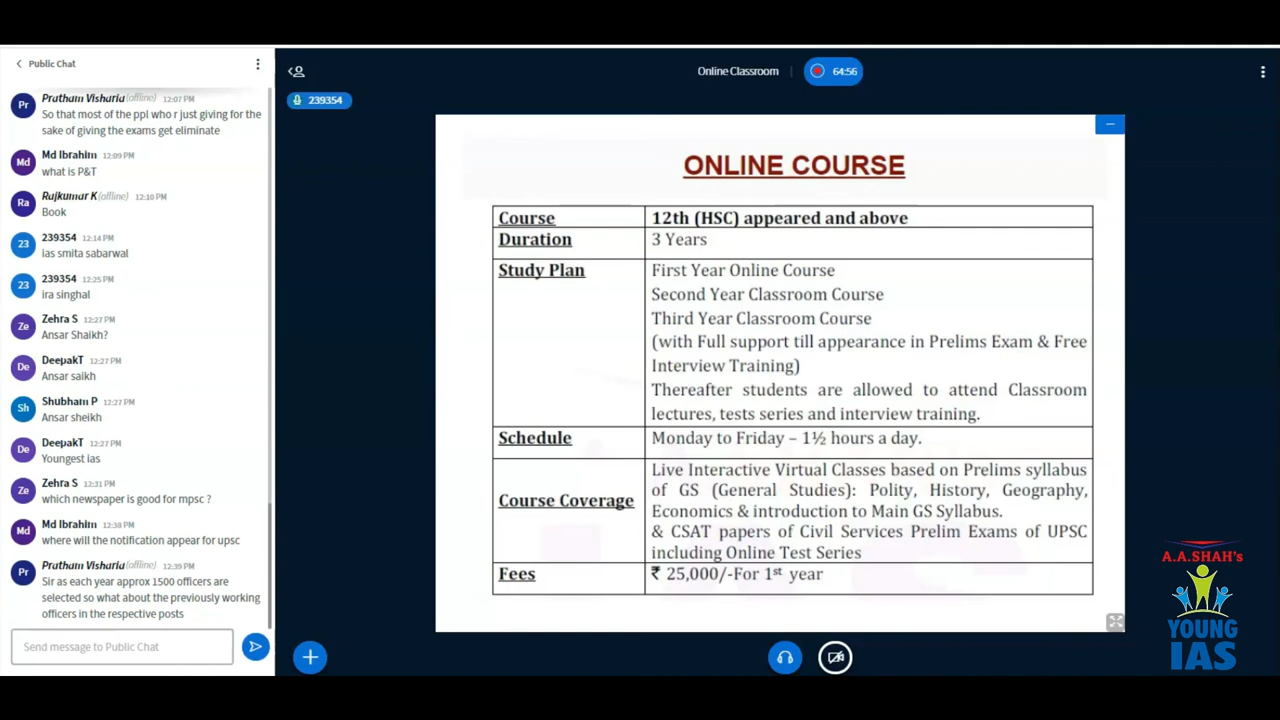 Public Chat
Pr
Pratham Visharia(offline) 12:07 PM
So that most of the ppl who r just giving for the
sake of giving the exams get eliminate
Md
Md Ibrahim 12:09 PM
what is P&T
Ra
Rajkumar K(offline) 12:10 PM
Book
23
239354 12:14 PM
ias smita sabarwal
23
239354 12:25 PM
ira singhal
Ze
Zehra S 12:27 PM
Ansar Shaikh?
De
DeepakT 12:27 PM
Ansar saikh
Sh
Shubham P 12:27 PM
Ansar sheikh
De
DeepakT 12:27 PM
Youngest ias
Ze
Zehra S 12:31 PM
which newspaper is good for mpsc ?
Md
Md Ibrahim 12:38 PM
where will the notification appear for upsc
Pr
Pratham Visharia(offline) 12:39 PM
Sir as each year approx 1500 officers are
selected so what about the previously working
officers in the respective posts
Send message to Public Chat
Online Classroom
64:56
239354
ONLINE COURSE
Course 12th (HSC) appeared and above
Duration 3 Years
Study Plan First Year Online Course
Second Year Classroom Course
Third Year Classroom Course
(with Full support till appearance in Prelims Exam & Free
Interview Training)
Thereafter students are allowed to attend Classroom
lectures, tests series and interview training.
Schedule Monday to Friday – 1½ hours a day.
Live Interactive Virtual Classes based on Prelims syllabus
of GS (General Studies): Polity, History, Geography,
Course Coverage Economics & introduction to Main GS Syllabus.
& CSAT papers of Civil Services Prelim Exams of UPSC
including Online Test Series
Fees ₹ 25,000/-For 1st year
A.A.SHAH's
YOUNG
IAS